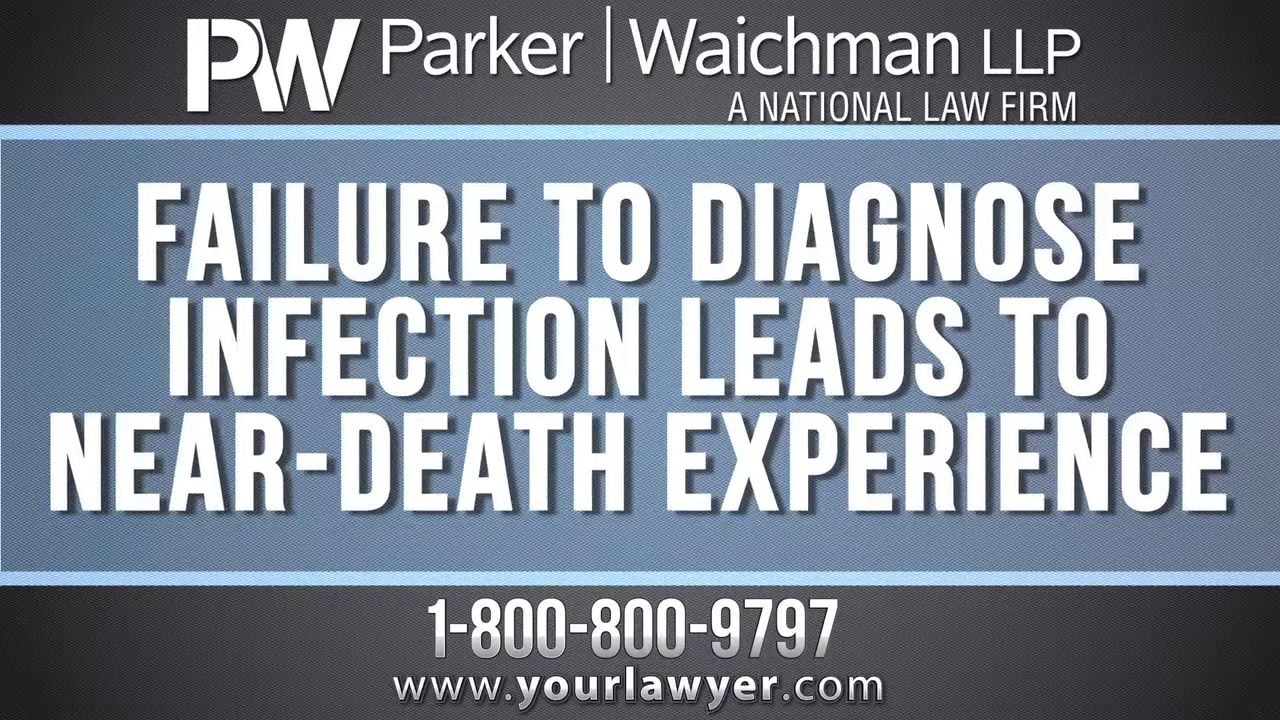 PW Parker | Waichman LLP
A NATIONAL LAW FIRM
FAILURE TO DIAGNOSE
INFECTION LEADS TO
NEAR-DEATH EXPERIENCE
1-800-800-9797
www.yourlawyer.com